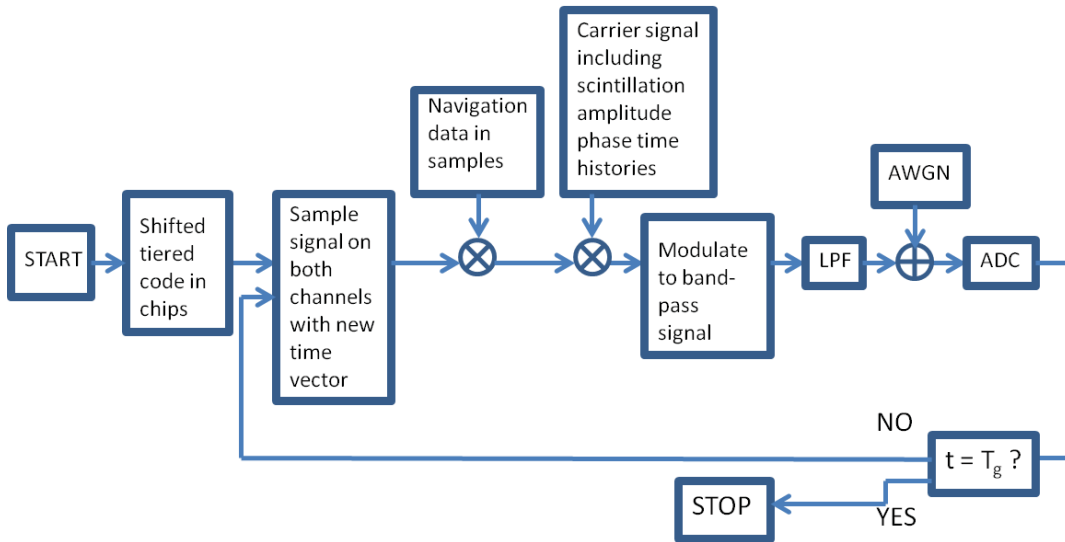 START
Shifted
tiered
code in
chips
Sample
signal on
both
channels
with new
time
vector
Navigation
data in
samples
Carrier signal
including
scintillation
amplitude
phase time
histories
Modulate
to band-
pass
signal
LPF
AWGN
ADC
NO
t = Tg ?
YES
STOP